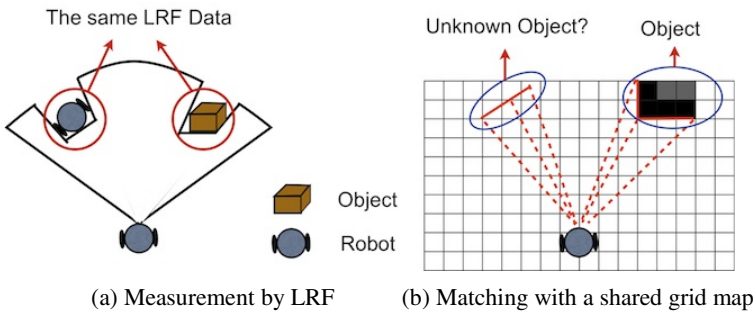 The same LRF Data
Unknown Object?
Object
Object
Robot
(a) Measurement by LRF
(b) Matching with a shared grid map